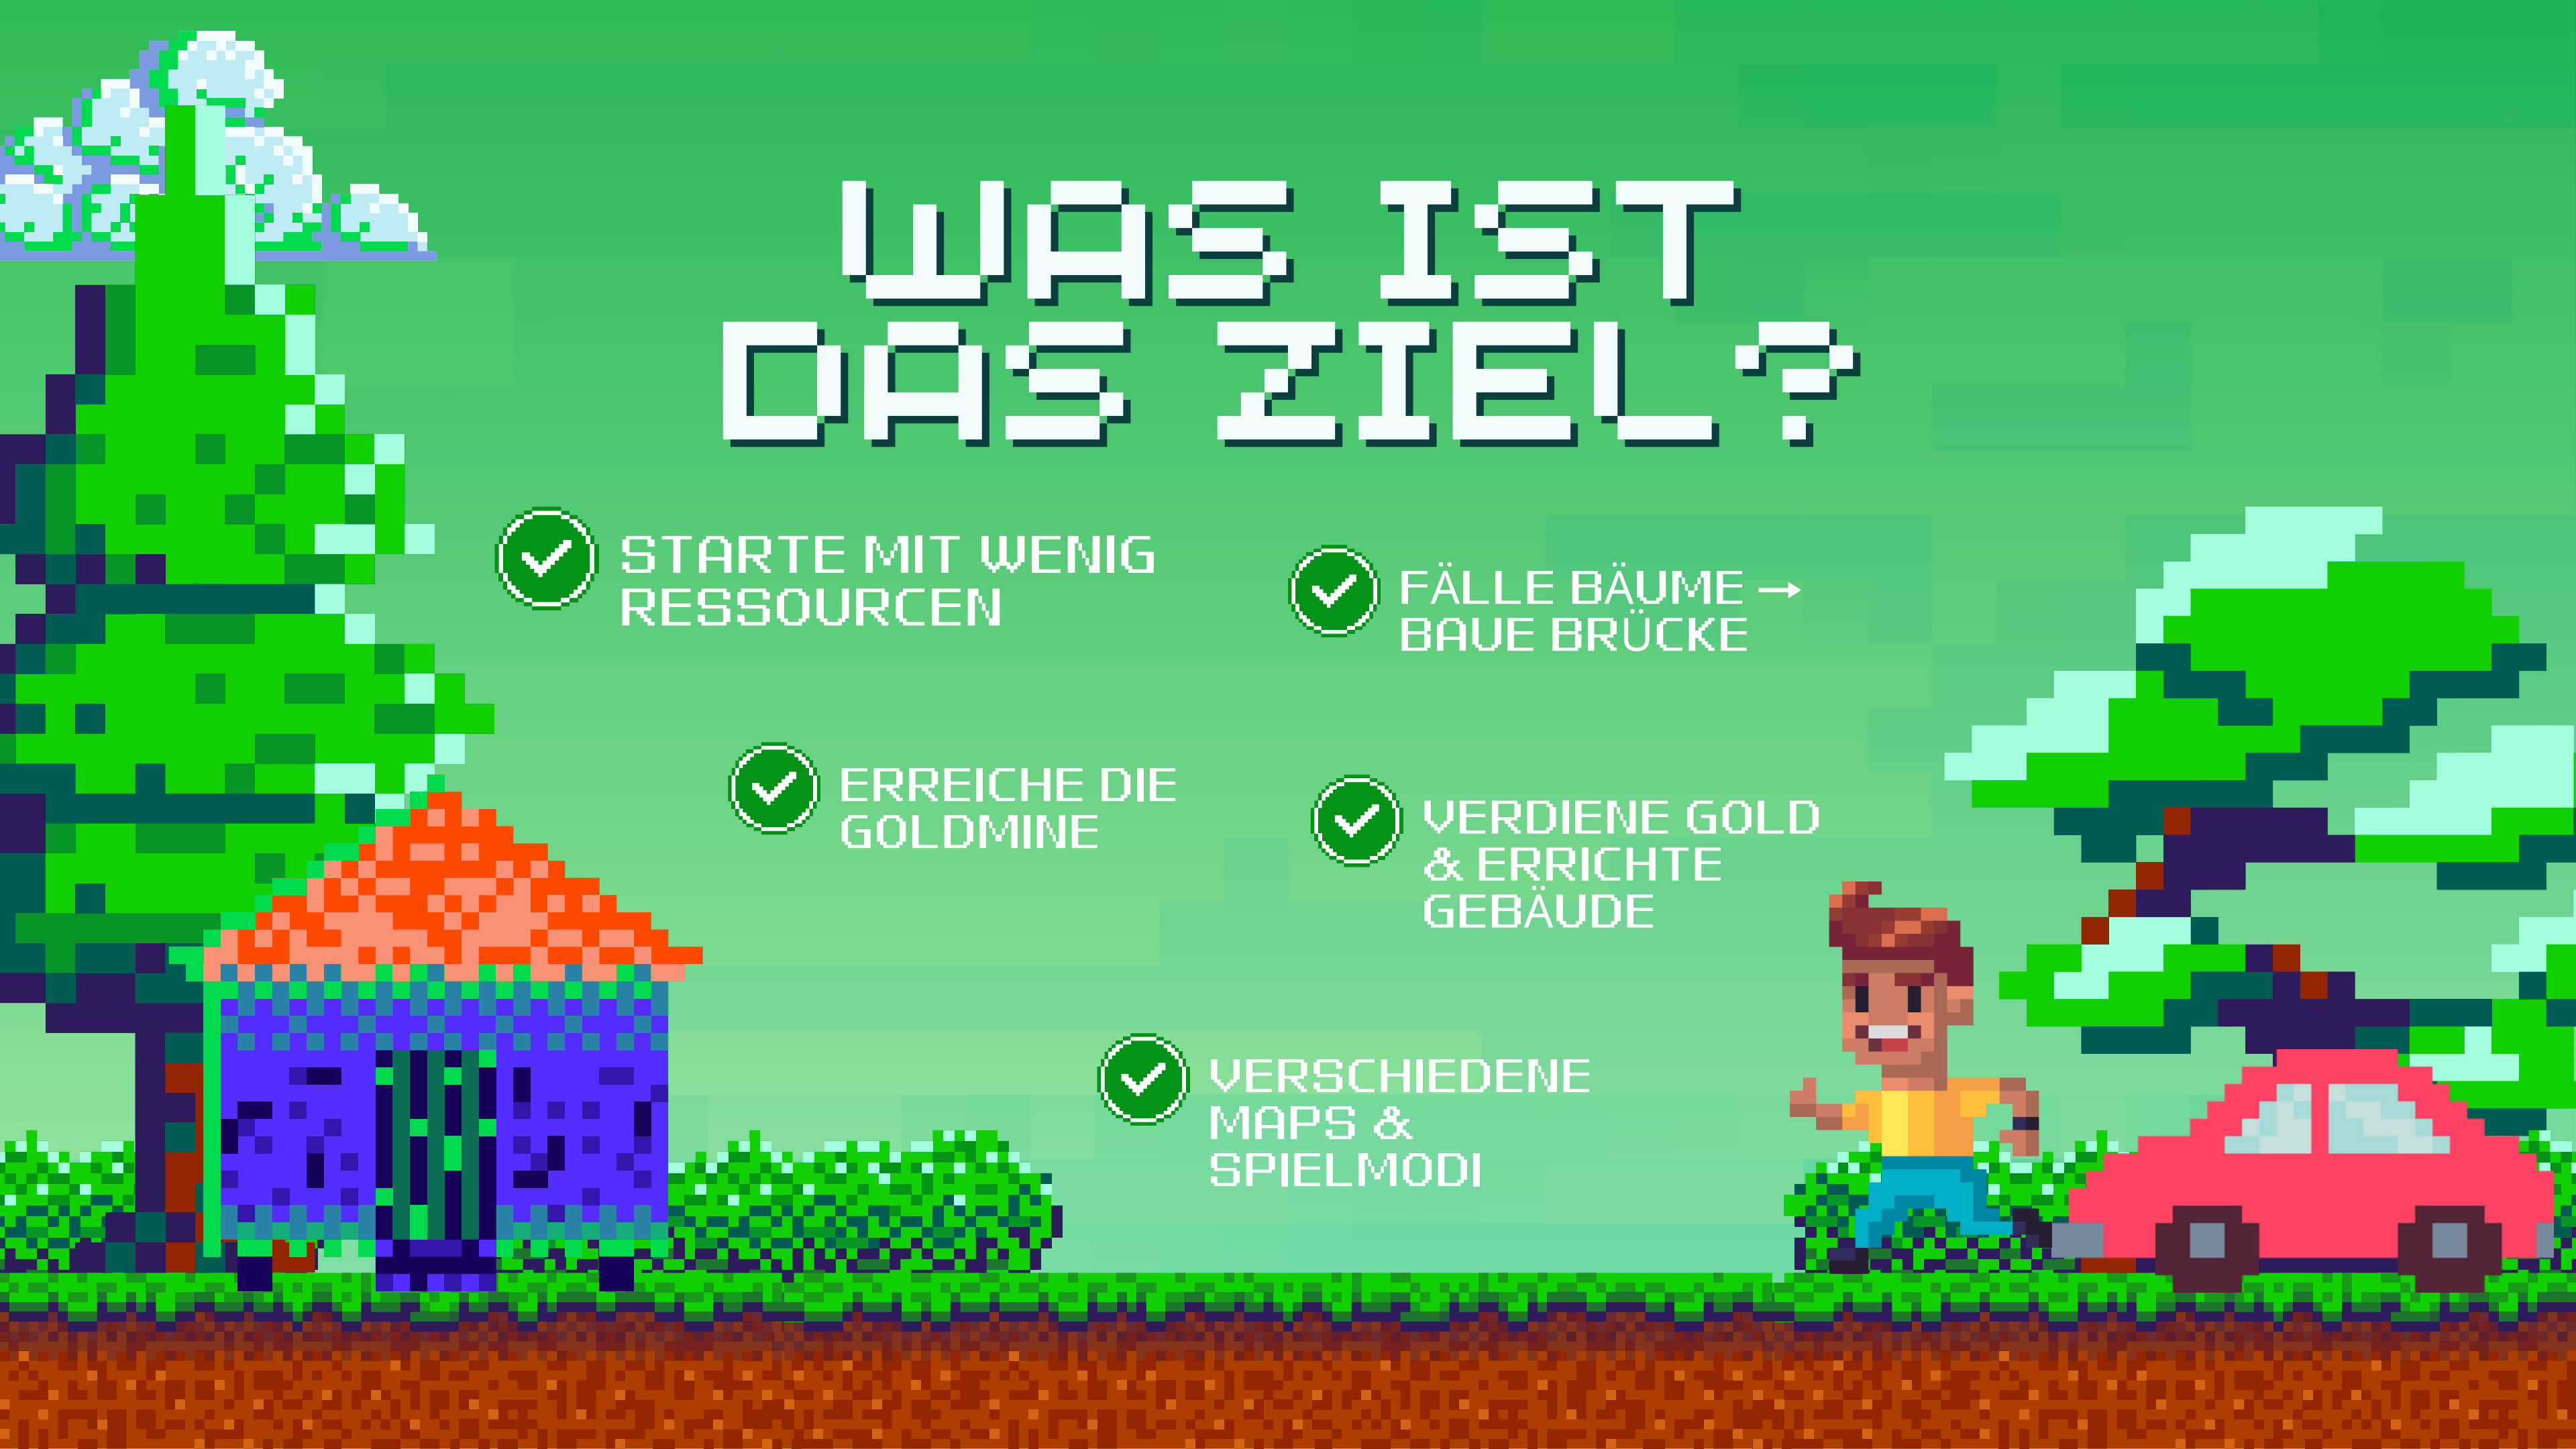 WAS IST
DAS ZIEL?
STARTE MIT WENIG
RESSOURCEN
FÄLLE BÄUME →
BAUE BRÜCKE
ERREICHE DIE
GOLDMINE
VERDIENE GOLD
& ERRICHTE
GEBÄUDE
VERSCHIEDENE
MAPS &
SPIELMODI